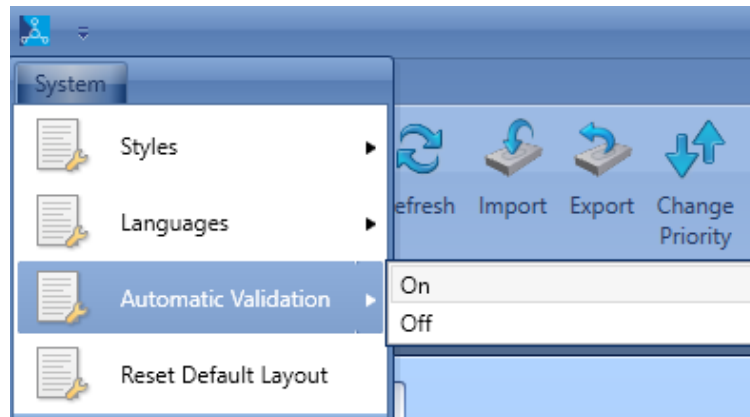 System
Styles
Languages
Automatic Validation
Reset Default Layout
efresh
Import
Export
Change
Priority
On
Off